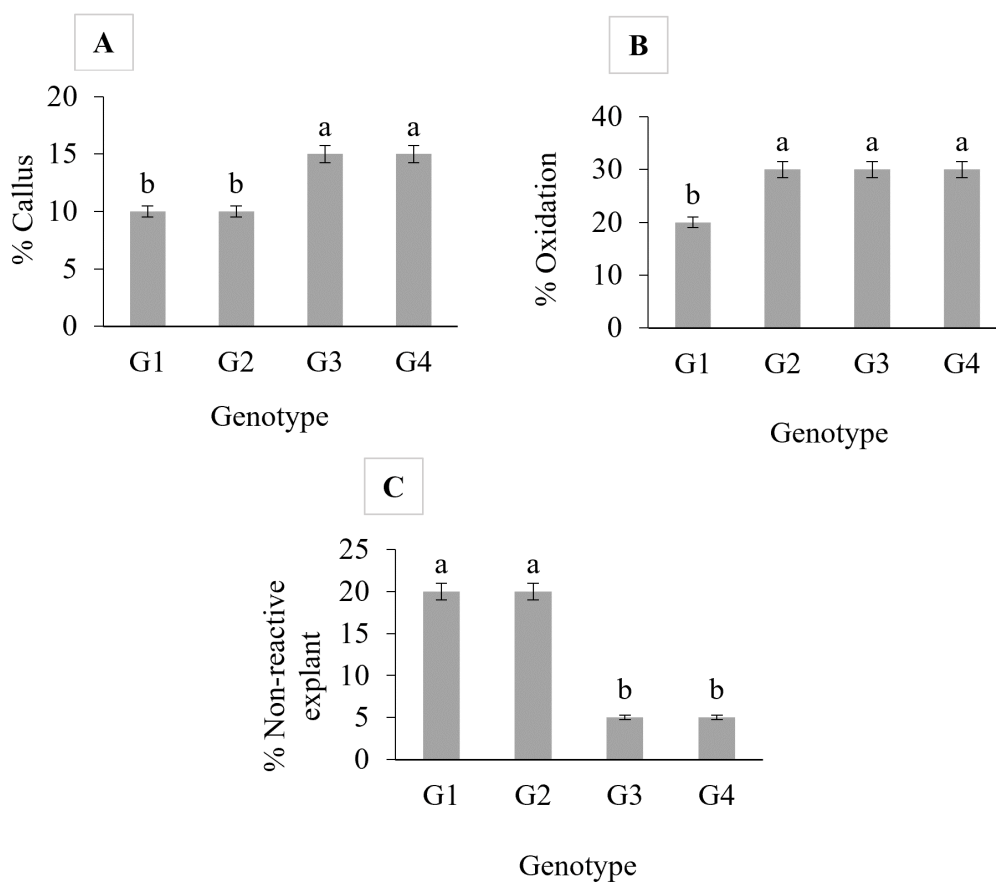 A
% Callus
20
15
10
5
0
b
b
a
a
G1 G2 G3 G4
Genotype
B
% Oxidation
40
30
20
10
0
b
a
a
a
G1 G2 G3 G4
Genotype
C
% Non-reactive
explant
25
20
15
10
5
0
a
a
b
b
G1 G2 G3 G4
Genotype